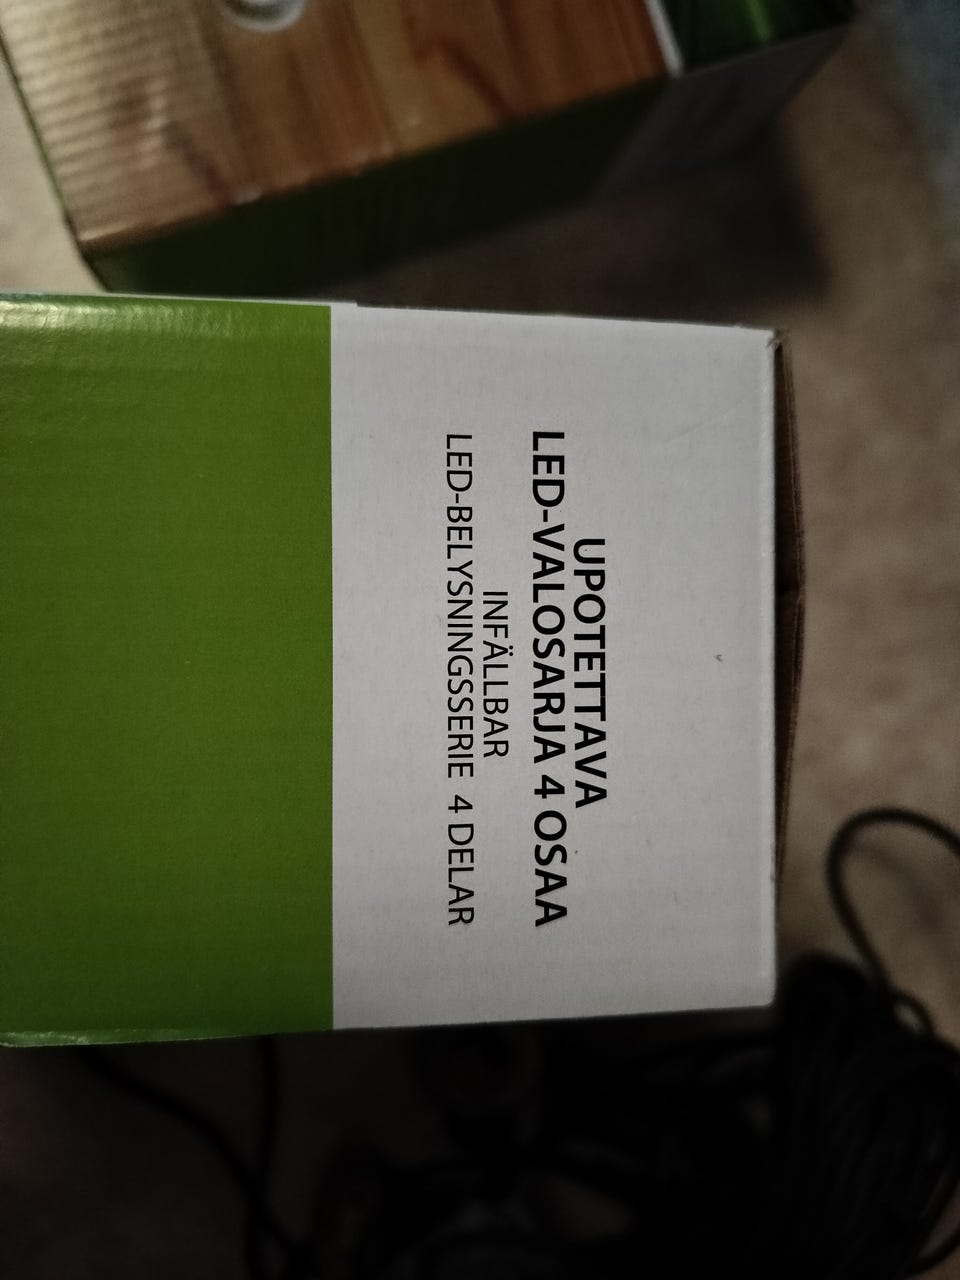 UPOTETTAVA
LED-VALOSARJA 4 OSAA
INFÄLLBAR
LED-BELYSNINGSSERIE 4 DELAR